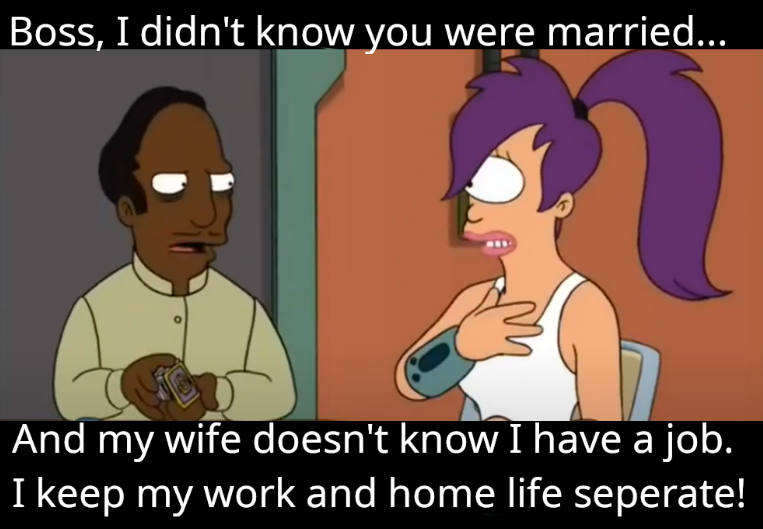 Boss, I didn't know you were married...
And my wife doesn't know I have a job.
I keep my work and home life seperate!